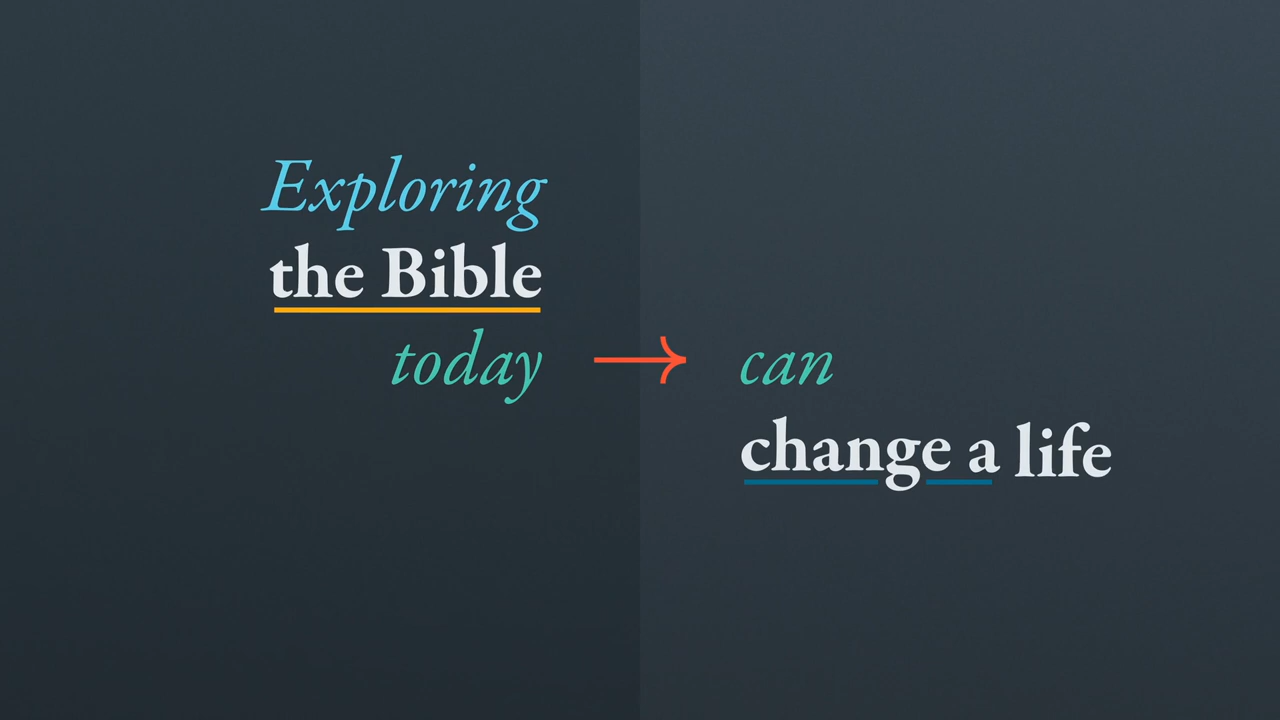 Exploring
the Bible
today
can
change a life